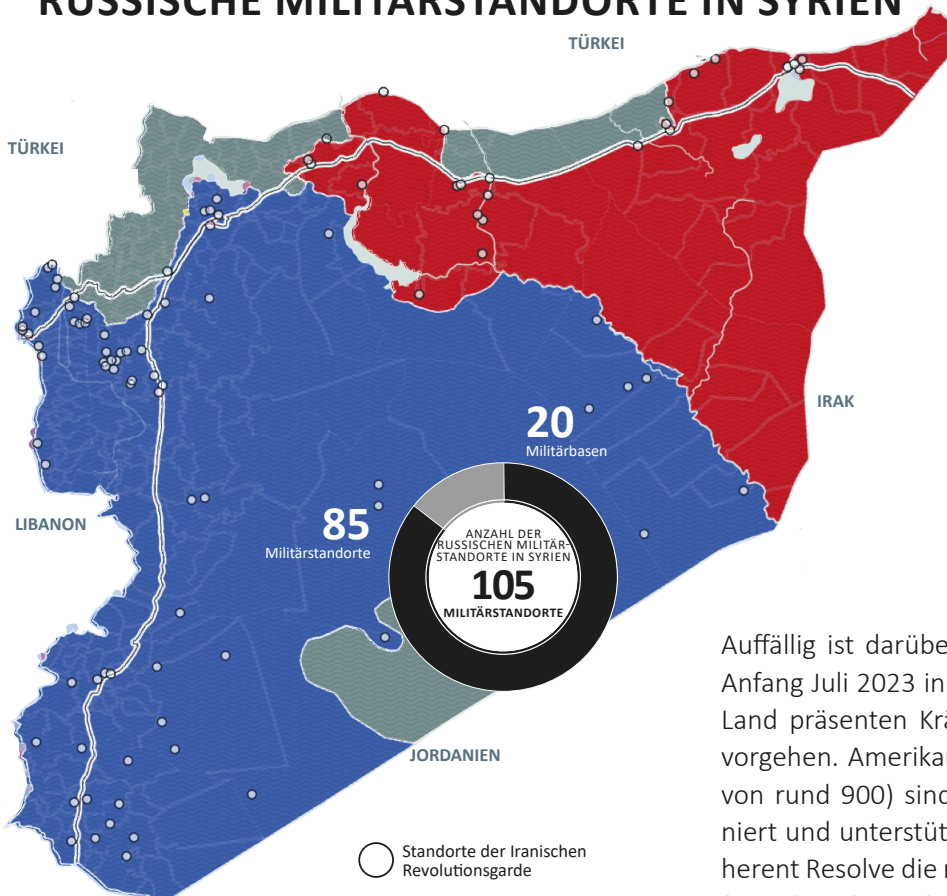 RUSSISCHE MILITÄRSTANDORTE IN SYRIEN
TÜRKEI
TÜRKEI
IRAK
20
Militärbasen
LIBANON
85
Militärstandorte
ANZAHL DER
RUSSISCHEN MILITÄR-
STANDORTE IN SYRIEN
105
MILITÄRSTANDORTE
JORDANIEN
Standorte der Iranischen
Revolutionsgarde
Auffällig ist darübe
Anfang Juli 2023 in
Land präsenten Krä
vorgehen. Amerikan
von rund 900) sind
niert und unterstüt
herent Resolve die